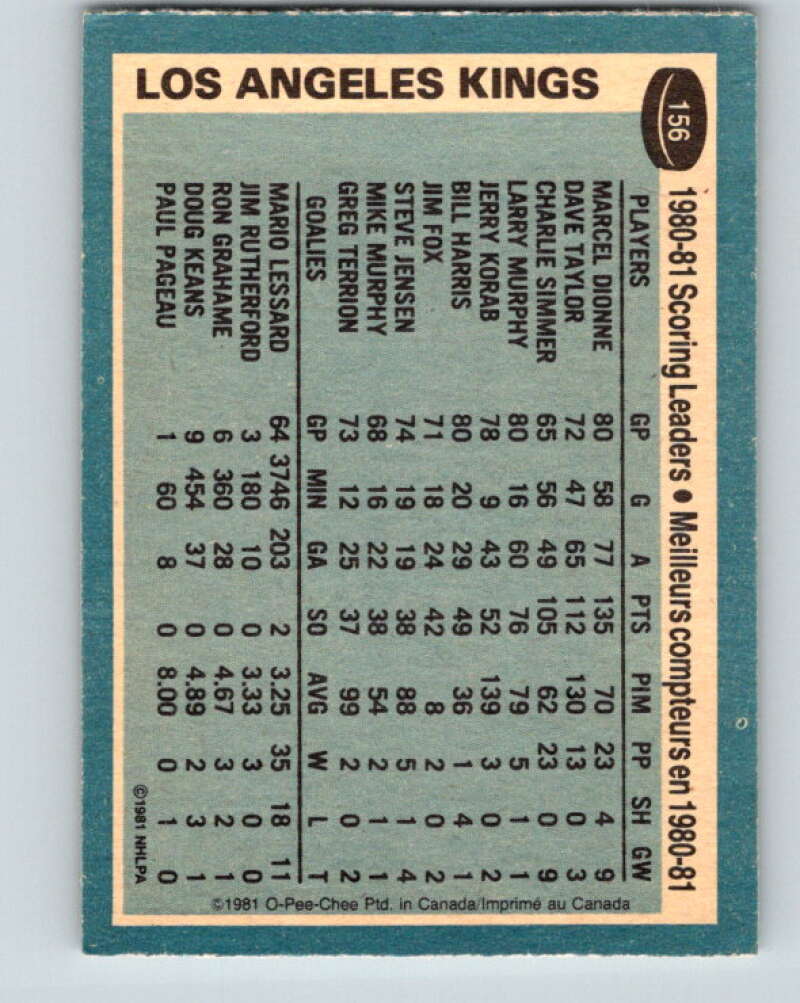 LOS ANGELES KINGS
156
1980-81 Scoring Leaders • Meilleurs compteurs en 1980-81
PLAYERS GP G A PTS PIM PP SH GW
MARCEL DIONNE 80 58 77 135 70 23 4 9
DAVE TAYLOR 72 47 65 112 130 13 0 3
CHARLIE SIMMER 65 56 49 105 62 23 0 9
LARRY MURPHY 80 16 60 76 79 5 1 1
JERRY KORAB 78 9 43 52 139 3 0 2
BILL HARRIS 80 20 29 49 36 1 4 1
JIM FOX 71 18 24 42 8 2 0 2
STEVE JENSEN 74 19 19 38 88 5 1 4
MIKE MURPHY 68 16 22 38 54 2 1 1
GREG TERRION 73 12 25 37 99 2 0 2
GOALIES GP MIN GA SO AVG W L T
MARIO LESSARD 64 3746 203 2 3.25 35 18 11
JIM RUTHERFORD 3 180 10 0 3.33 3 0 0
RON GRAHAME 6 360 28 0 4.67 3 2 1
DOUG KEANS 9 454 37 0 4.89 2 3 1
PAUL PAGEAU 1 60 8 0 8.00 0 1 0
©1981 NHLPA
©1981 O-Pee-Chee Ptd. in Canada/Imprimé au Canada